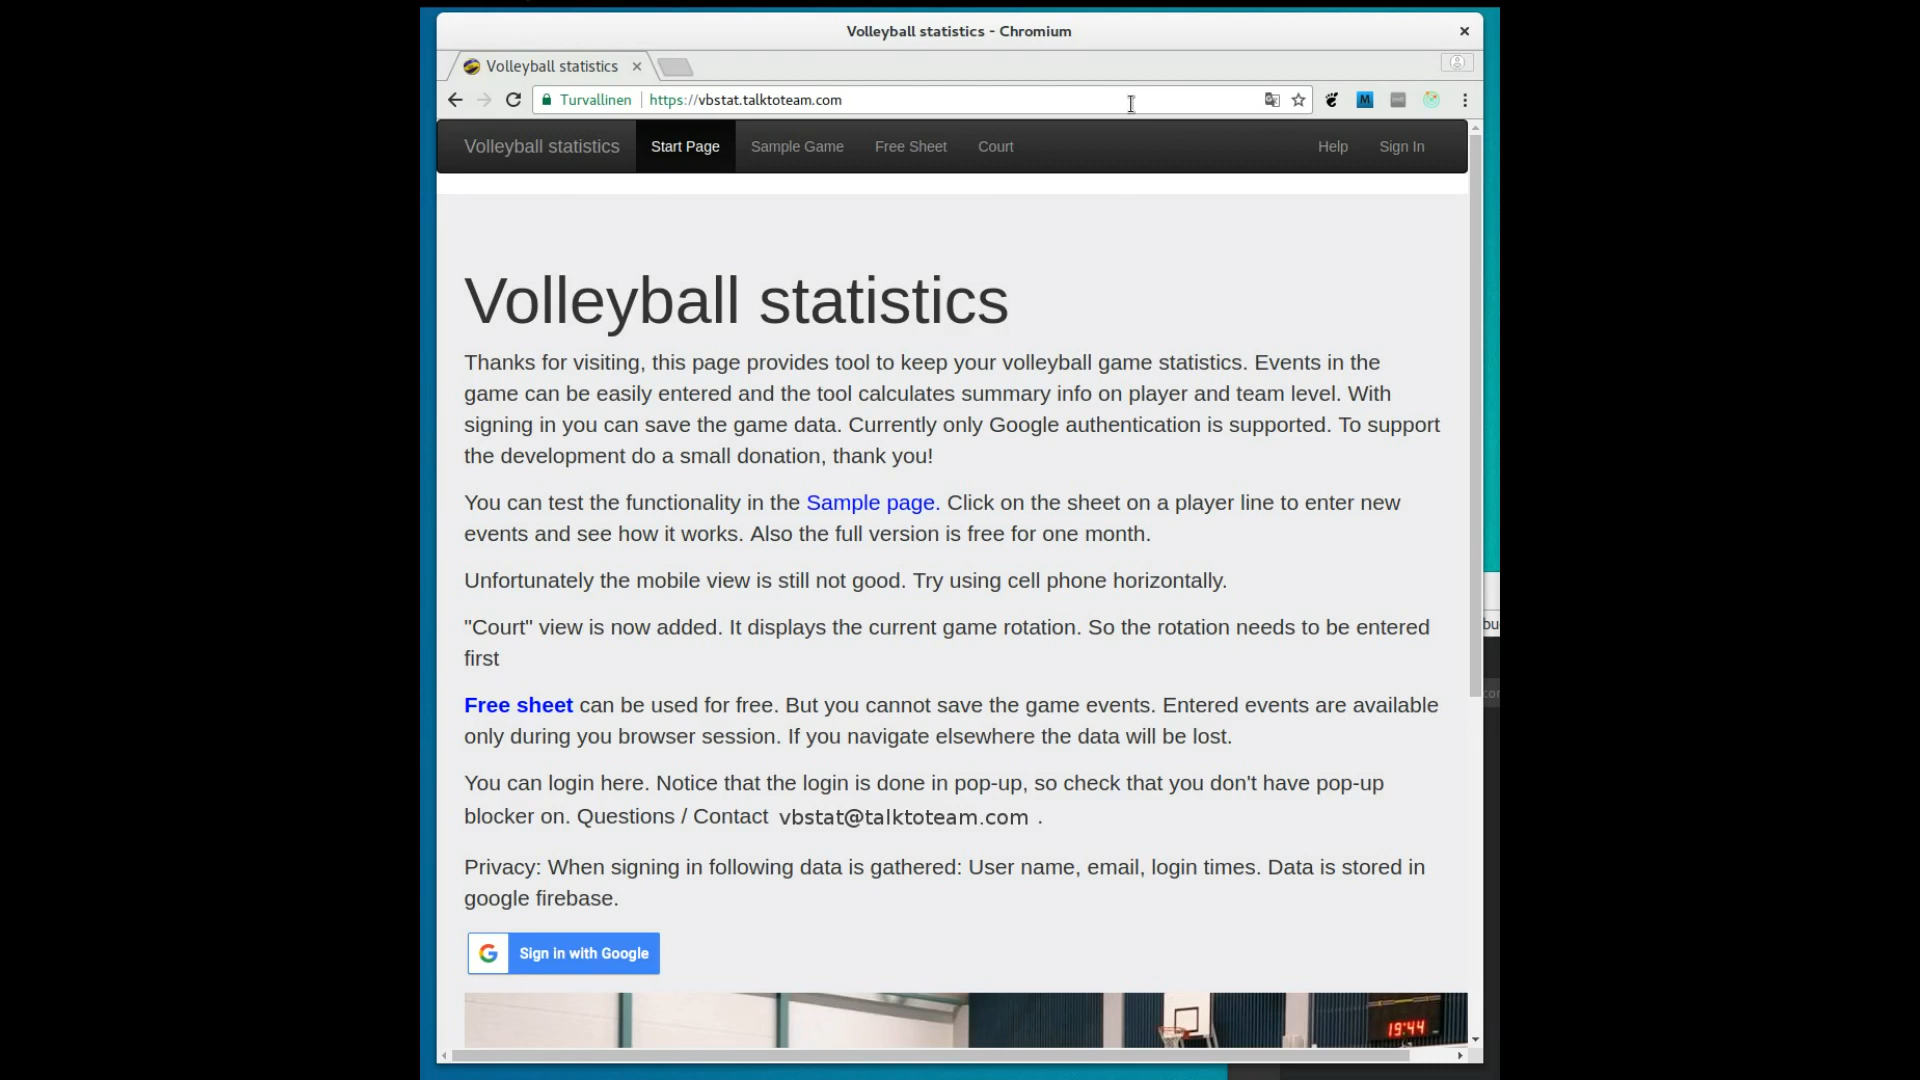 Volleyball statistics - Chromium
Volleyball statistics
Turvallinen https://vbstat.talktoteam.com
M
Volleyball statistics Start Page Sample Game Free Sheet Court Help Sign In
Volleyball statistics
Thanks for visiting, this page provides tool to keep your volleyball game statistics. Events in the
game can be easily entered and the tool calculates summary info on player and team level. With
signing in you can save the game data. Currently only Google authentication is supported. To support
the development do a small donation, thank you!
You can test the functionality in the Sample page. Click on the sheet on a player line to enter new
events and see how it works. Also the full version is free for one month.
Unfortunately the mobile view is still not good. Try using cell phone horizontally.
"Court" view is now added. It displays the current game rotation. So the rotation needs to be entered
first
Free sheet can be used for free. But you cannot save the game events. Entered events are available
only during you browser session. If you navigate elsewhere the data will be lost.
You can login here. Notice that the login is done in pop-up, so check that you don't have pop-up
blocker on. Questions / Contact vbstat@talktoteam.com .
Privacy: When signing in following data is gathered: User name, email, login times. Data is stored in
google firebase.
G Sign in with Google
19:44